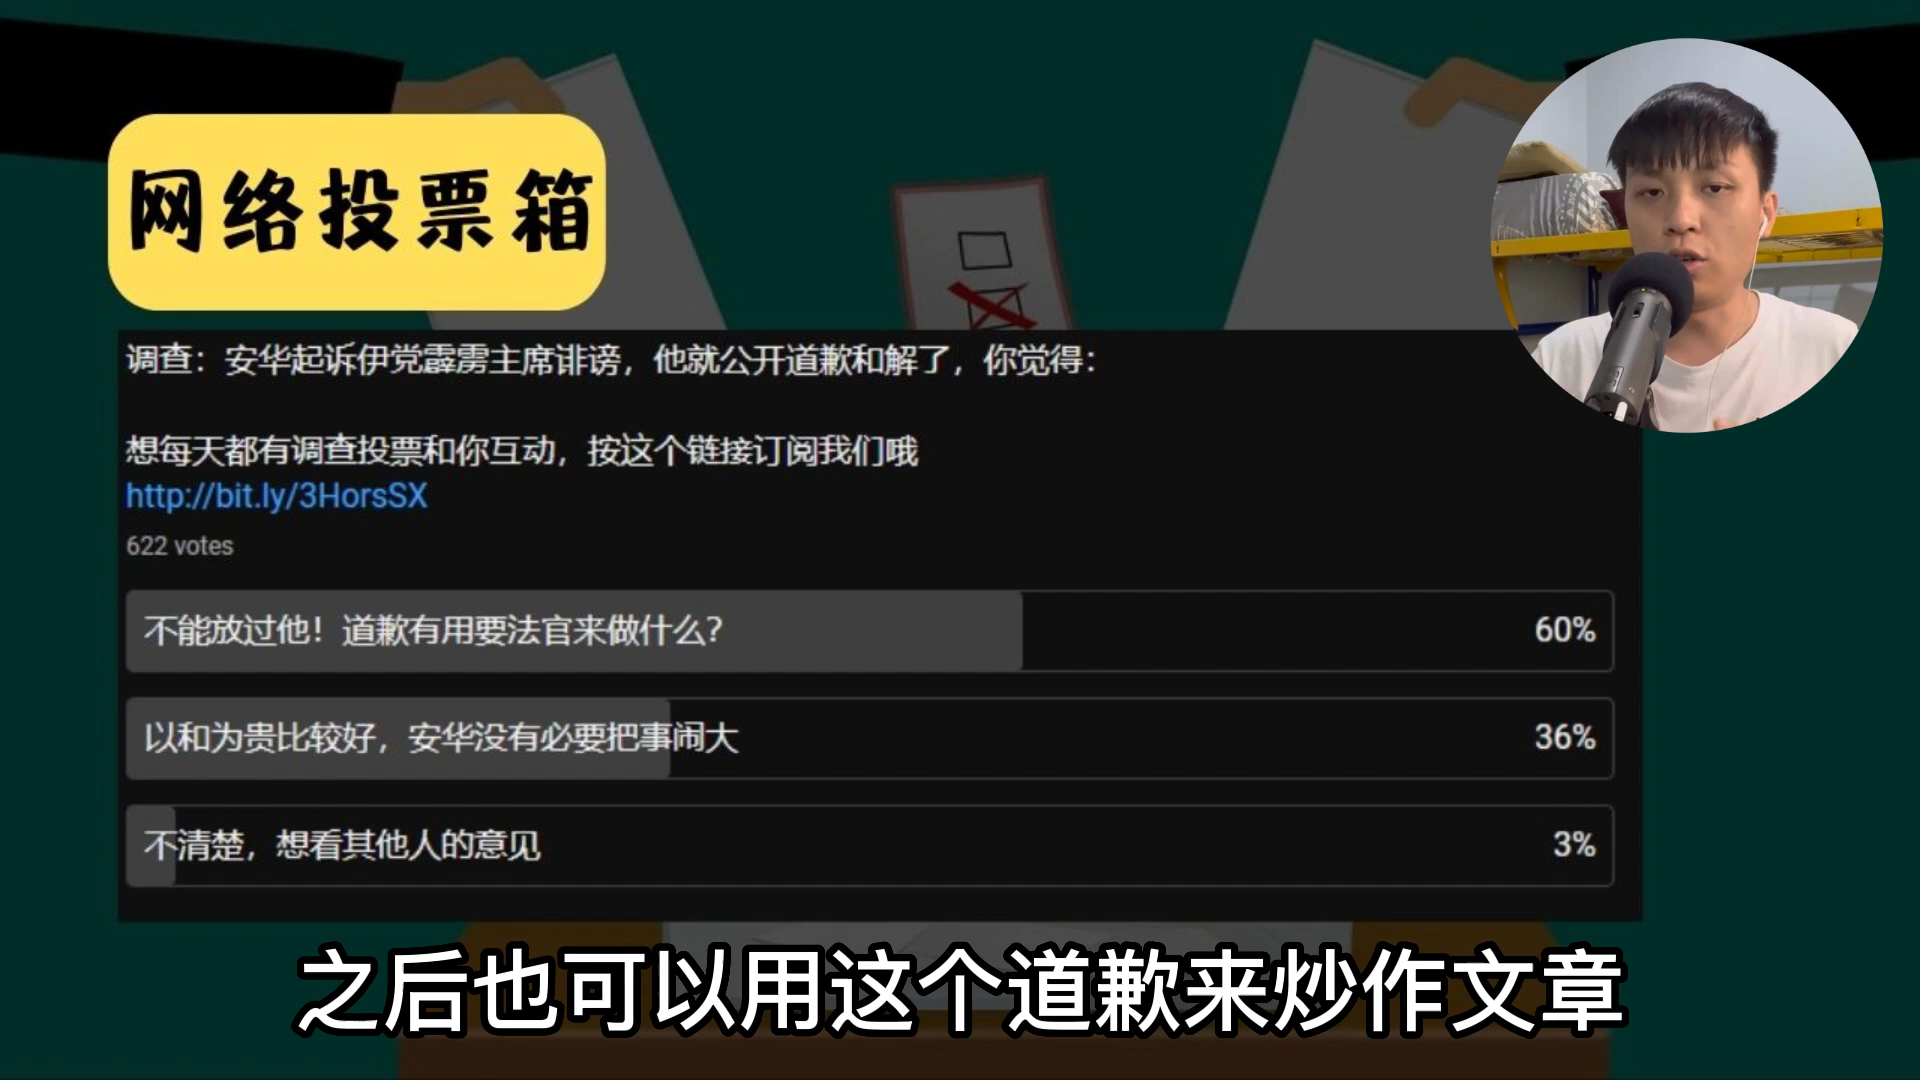 网络投票箱
调查：安华起诉伊党霹雳主席诽谤，他就公开道歉和解了，你觉得：
想每天都有调查投票和你互动，按这个链接订阅我们哦
http://bit.ly/3HorsSX
622 votes
不能放过他！道歉有用要法官来做什么？ 60%
以和为贵比较好，安华没有必要把事闹大 36%
不清楚，想看其他人的意见 3%
之后也可以用这个道歉来炒作文章